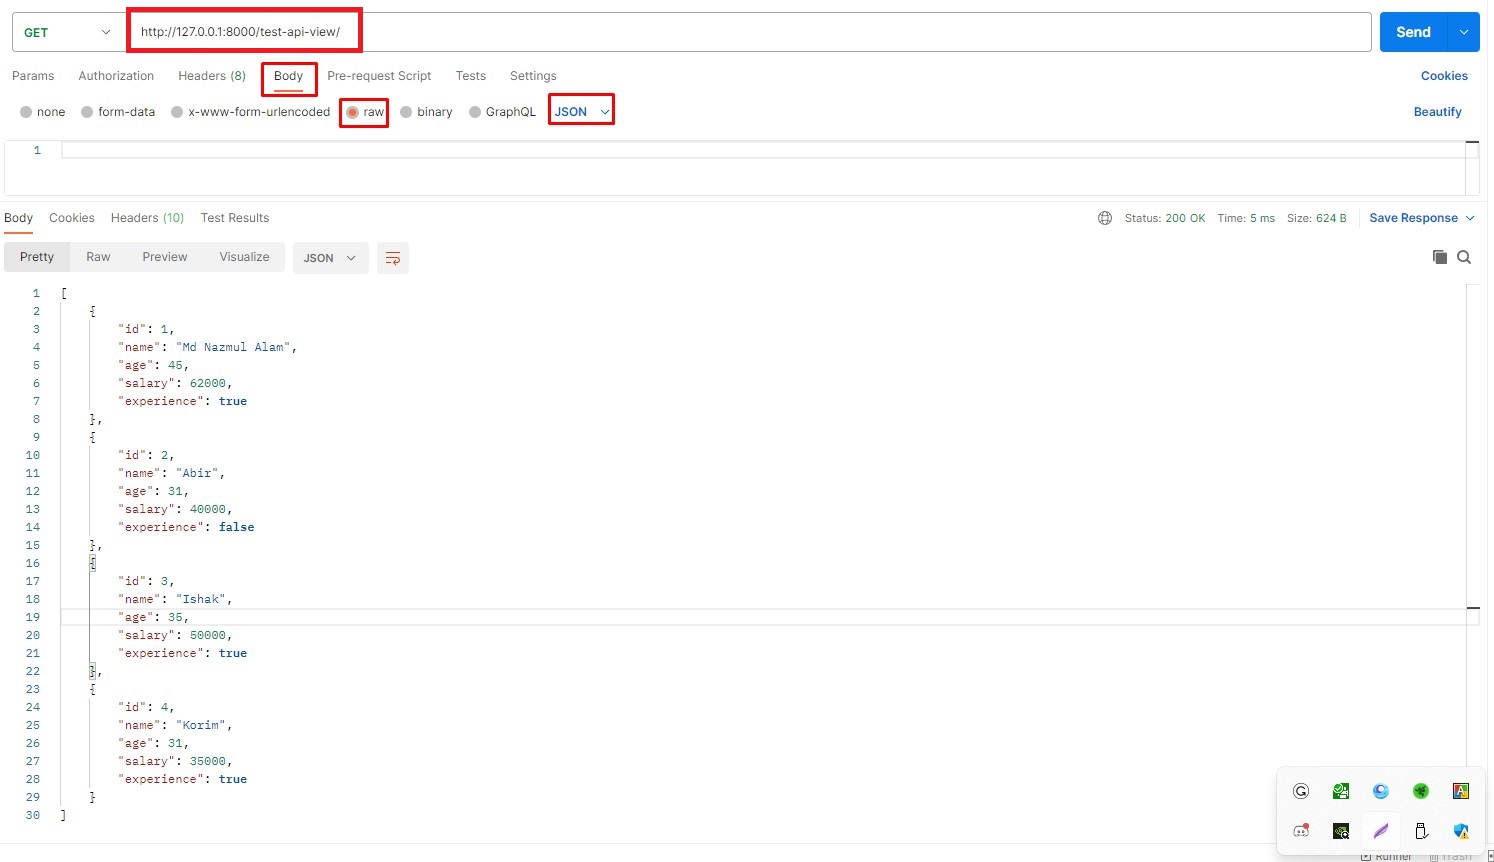 GET http://127.0.0.1:8000/test-api-view/ Send
Params Authorization Headers (8) Body Pre-request Script Tests Settings Cookies
none form-data x-www-form-urlencoded raw binary GraphQL JSON Beautify
1
Body Cookies Headers (10) Test Results Status: 200 OK Time: 5 ms Size: 624 B Save Response
Pretty Raw Preview Visualize JSON
1 [
2 {
3 "id": 1,
4 "name": "Md Nazmul Alam",
5 "age": 45,
6 "salary": 62000,
7 "experience": true
8 },
9 {
10 "id": 2,
11 "name": "Abir",
12 "age": 31,
13 "salary": 40000,
14 "experience": false
15 },
16 {
17 "id": 3,
18 "name": "Ishak",
19 "age": 35,
20 "salary": 50000,
21 "experience": true
22 },
23 {
24 "id": 4,
25 "name": "Korim",
26 "age": 31,
27 "salary": 35000,
28 "experience": true
29 }
30 ]
Runner Trash